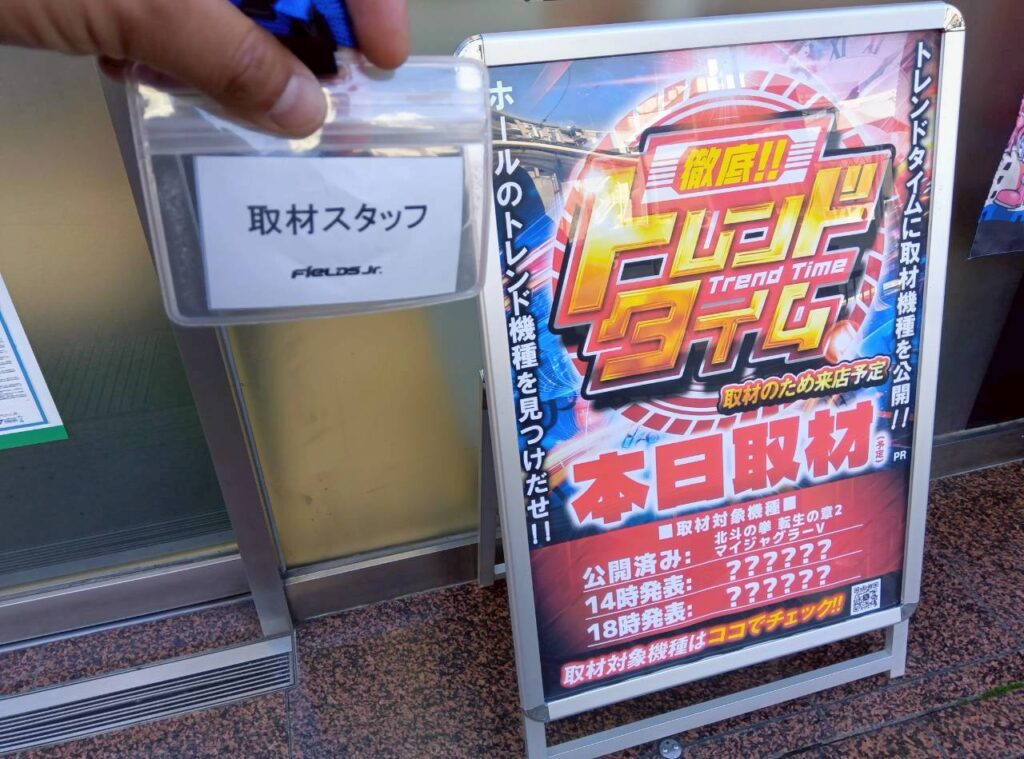 取材スタッフ
FIELDS Jr.
トレンドタイムに取材機種を公開!!
ホールのトレンド機種を見つけだせ!!
徹底!!
トレンド
Trend Time
タイム
取材のため来店予定
本日取材
(予定)
PR
■取材対象機種■
公開済み: 北斗の拳 転生の章2
マイジャグラーV
14時発表: ??????
18時発表: ??????
取材対象機種はココでチェック!!